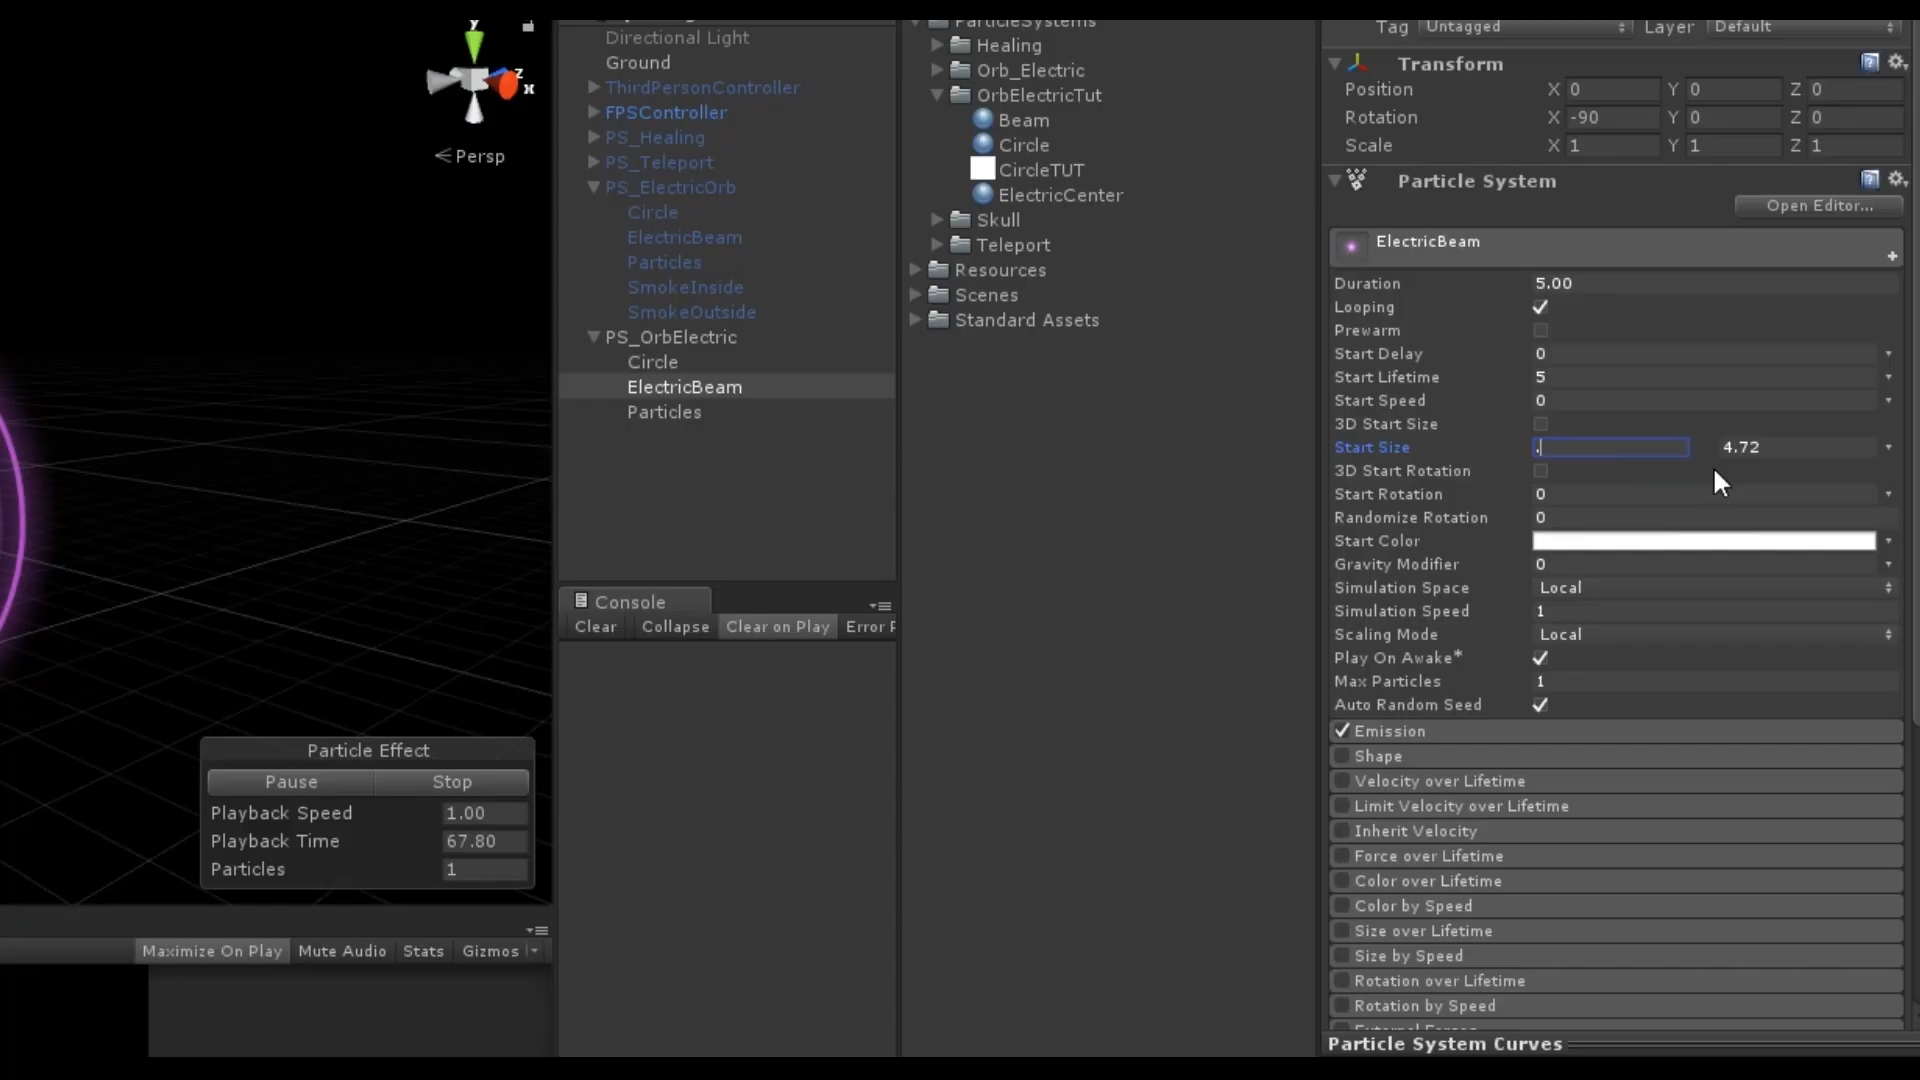 y
z
x
Persp
Directional Light
Ground
ThirdPersonController
FPSController
PS_Healing
PS_Teleport
PS_ElectricOrb
Circle
ElectricBeam
Particles
SmokeInside
SmokeOutside
PS_OrbElectric
Circle
ElectricBeam
Particles
Console
Clear Collapse Clear on Play Error
Particle Effect
Pause Stop
Playback Speed 1.00
Playback Time 67.80
Particles 1
Maximize On Play Mute Audio Stats Gizmos
ParticleSystems
Healing
Orb_Electric
OrbElectricTut
Beam
Circle
CircleTUT
ElectricCenter
Skull
Teleport
Resources
Scenes
Standard Assets
Tag Untagged Layer Default
Transform
Position X 0 Y 0 Z 0
Rotation X -90 Y 0 Z 0
Scale X 1 Y 1 Z 1
Particle System
Open Editor...
ElectricBeam
Duration 5.00
Looping
Prewarm
Start Delay 0
Start Lifetime 5
Start Speed 0
3D Start Size
Start Size . 4.72
3D Start Rotation
Start Rotation 0
Randomize Rotation 0
Start Color
Gravity Modifier 0
Simulation Space Local
Simulation Speed 1
Scaling Mode Local
Play On Awake*
Max Particles 1
Auto Random Seed
Emission
Shape
Velocity over Lifetime
Limit Velocity over Lifetime
Inherit Velocity
Force over Lifetime
Color over Lifetime
Color by Speed
Size over Lifetime
Size by Speed
Rotation over Lifetime
Rotation by Speed
Particle System Curves